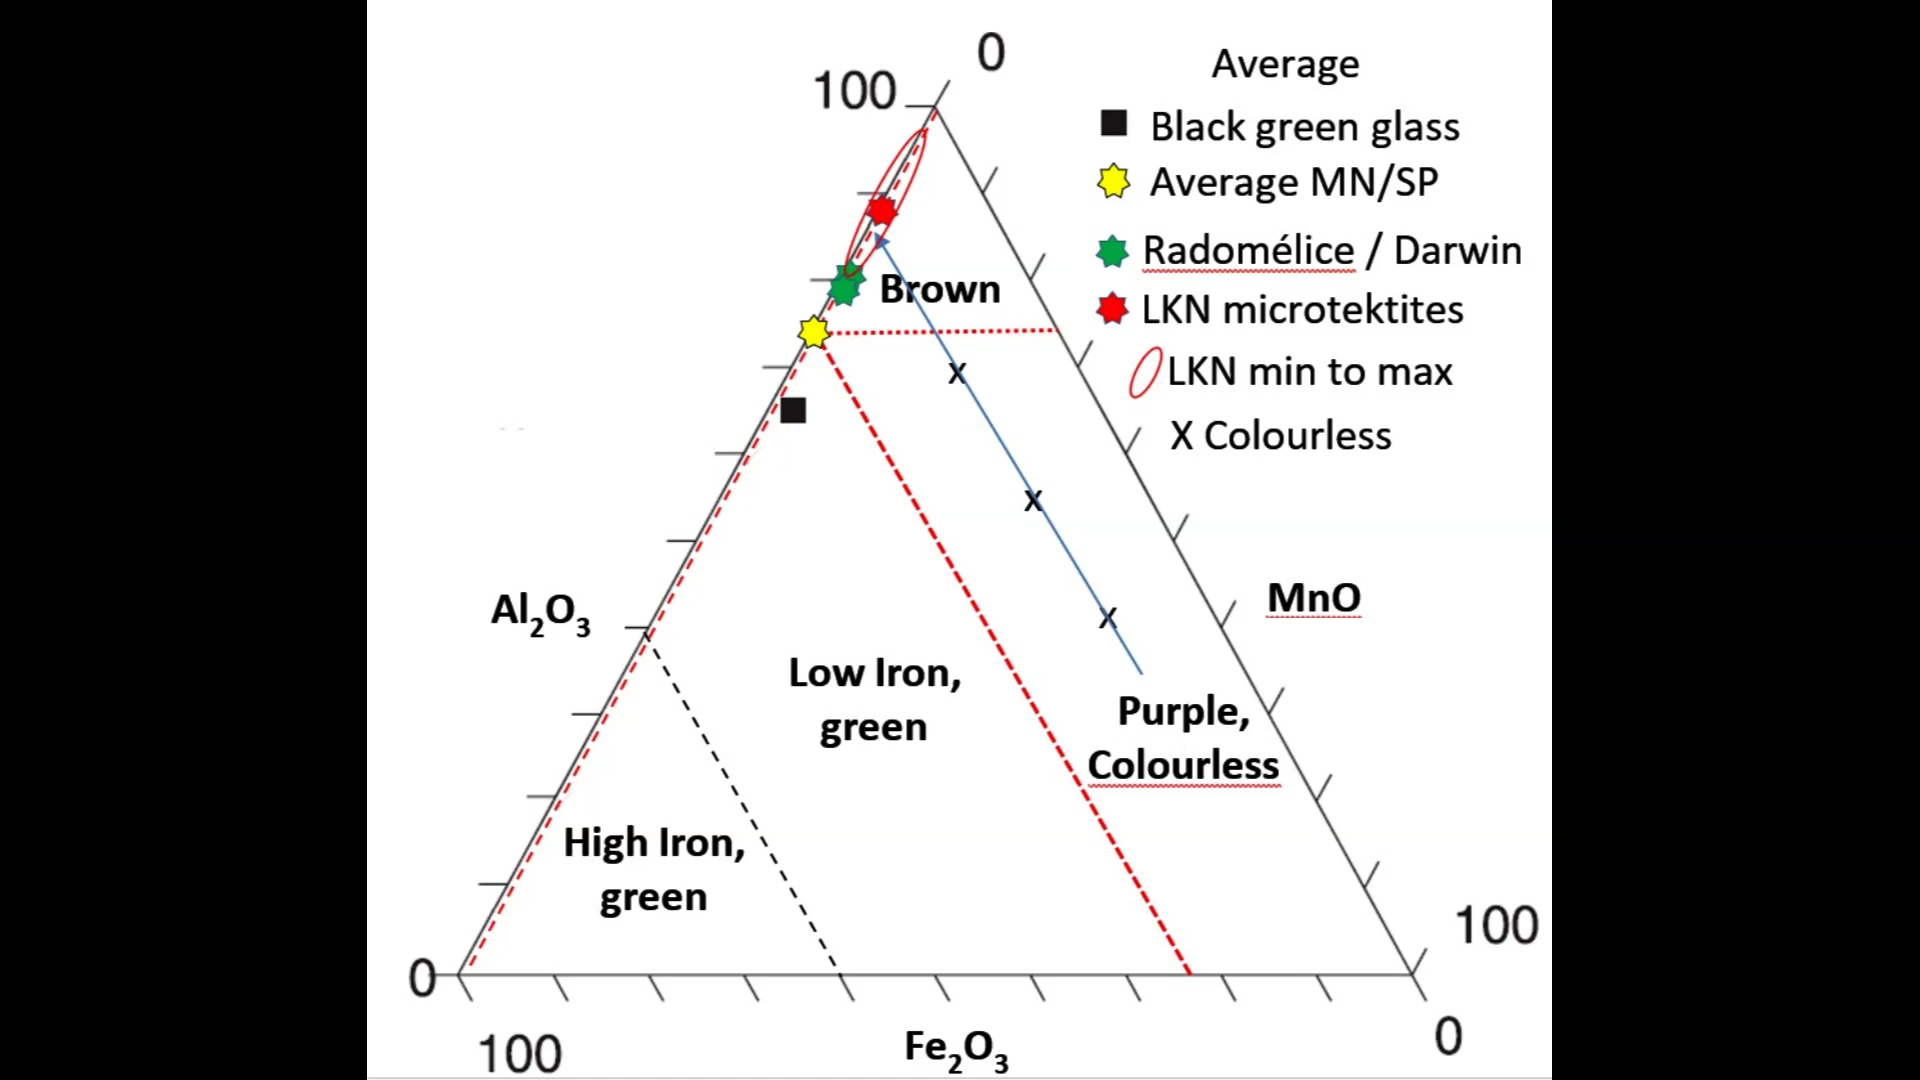 0
100
Average
Black green glass
Average MN/SP
Radomélice / Darwin
LKN microtektites
LKN min to max
X Colourless
Brown
x
x
x
Al₂O₃
MnO
Low Iron,
green
Purple,
Colourless
High Iron,
green
100
0
100
Fe₂O₃
0